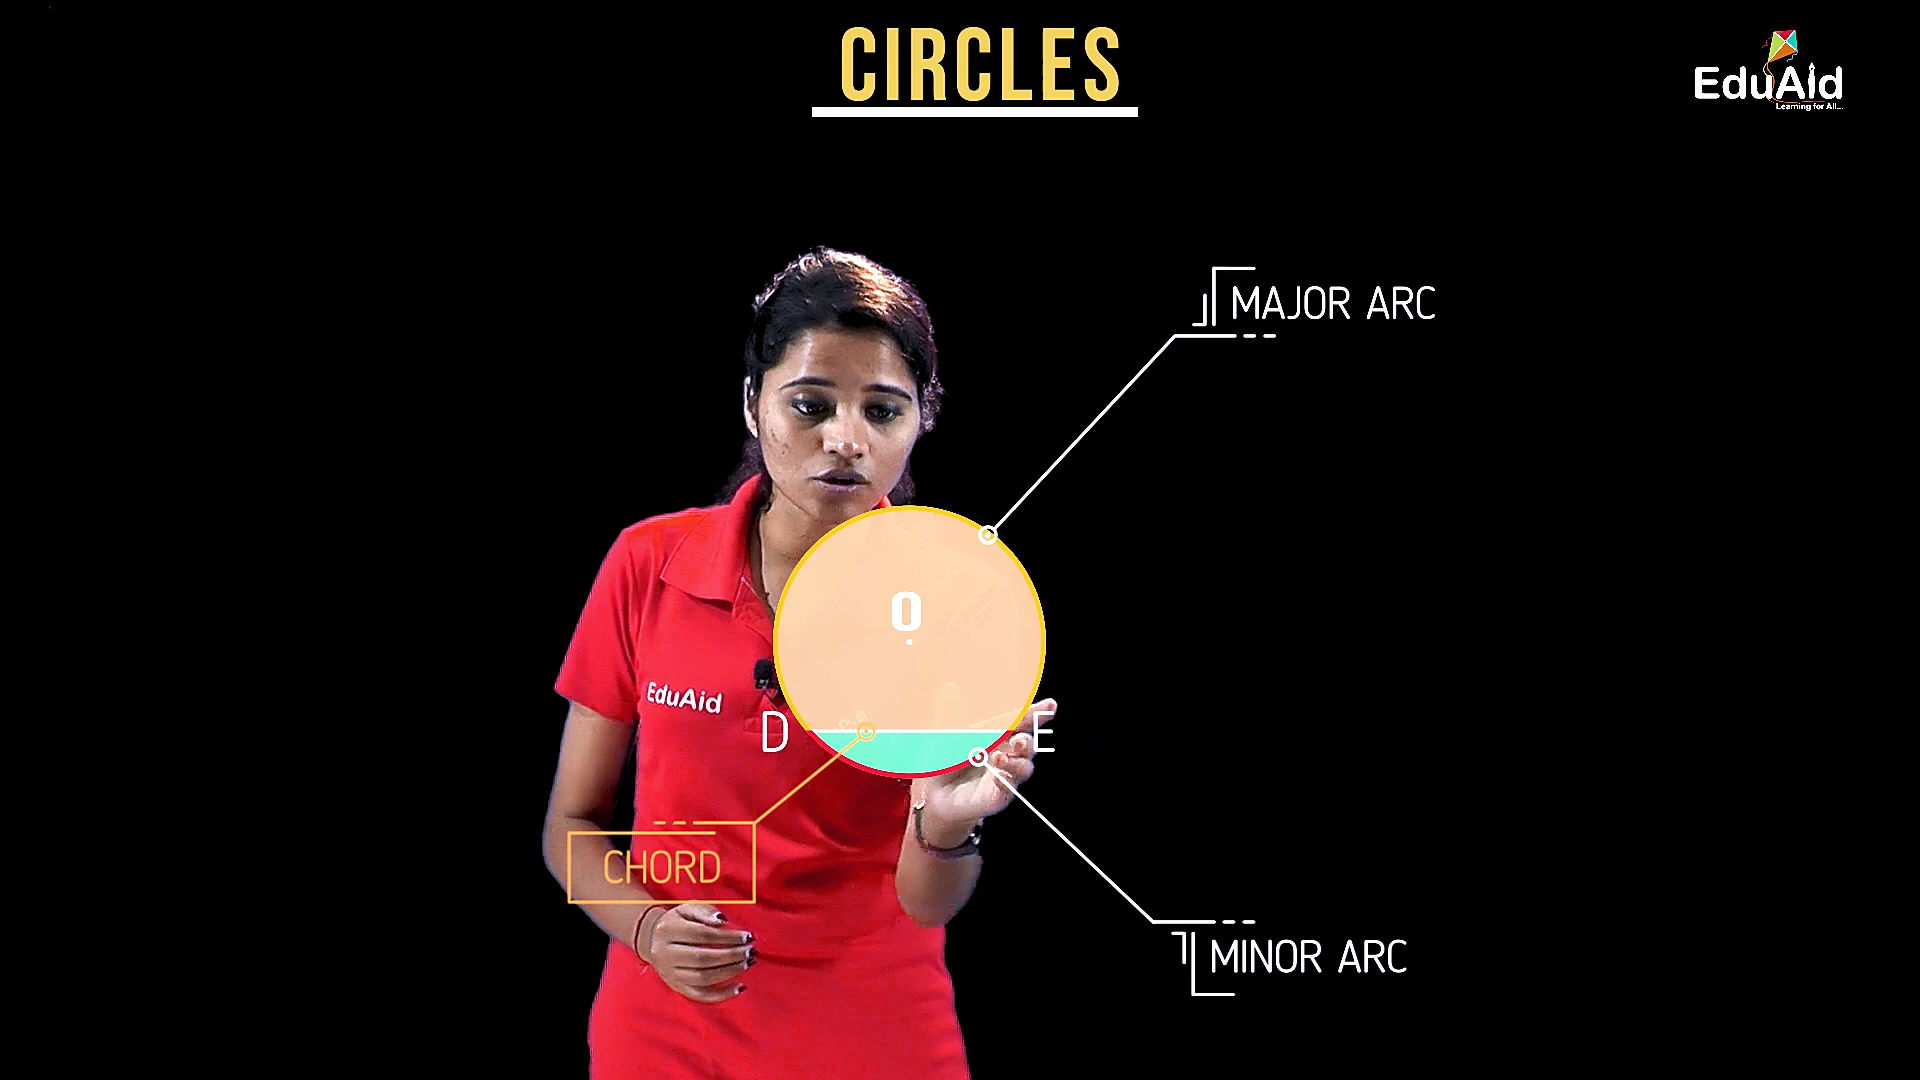 CIRCLES
EduAid
Learning for All...
MAJOR ARC
O
EduAid
D
E
CHORD
MINOR ARC